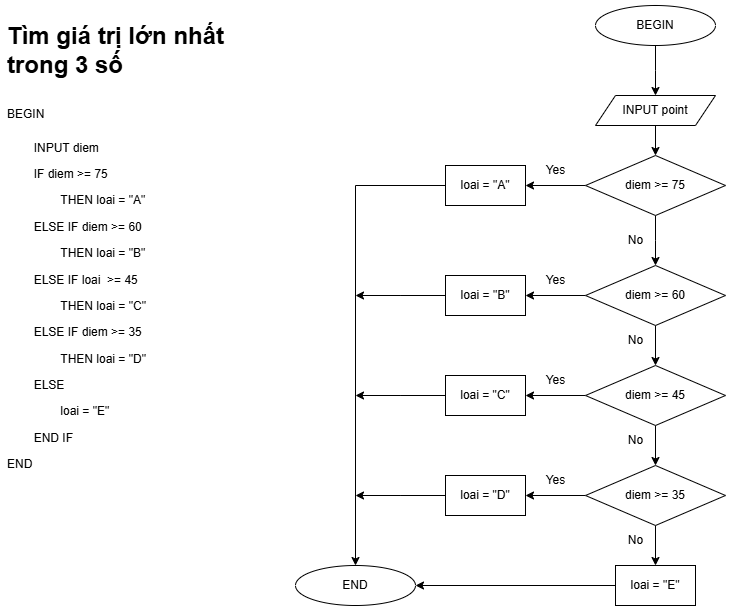 Tìm giá trị lớn nhất
trong 3 số
BEGIN
INPUT diem
IF diem >= 75
THEN loai = "A"
ELSE IF diem >= 60
THEN loai = "B"
ELSE IF loai  >= 45
THEN loai = "C"
ELSE IF diem >= 35
THEN loai = "D"
ELSE
loai = "E"
END IF
END
BEGIN
INPUT point
diem >= 75
Yes
loai = "A"
No
diem >= 60
Yes
loai = "B"
No
diem >= 45
Yes
loai = "C"
No
diem >= 35
Yes
loai = "D"
No
loai = "E"
END